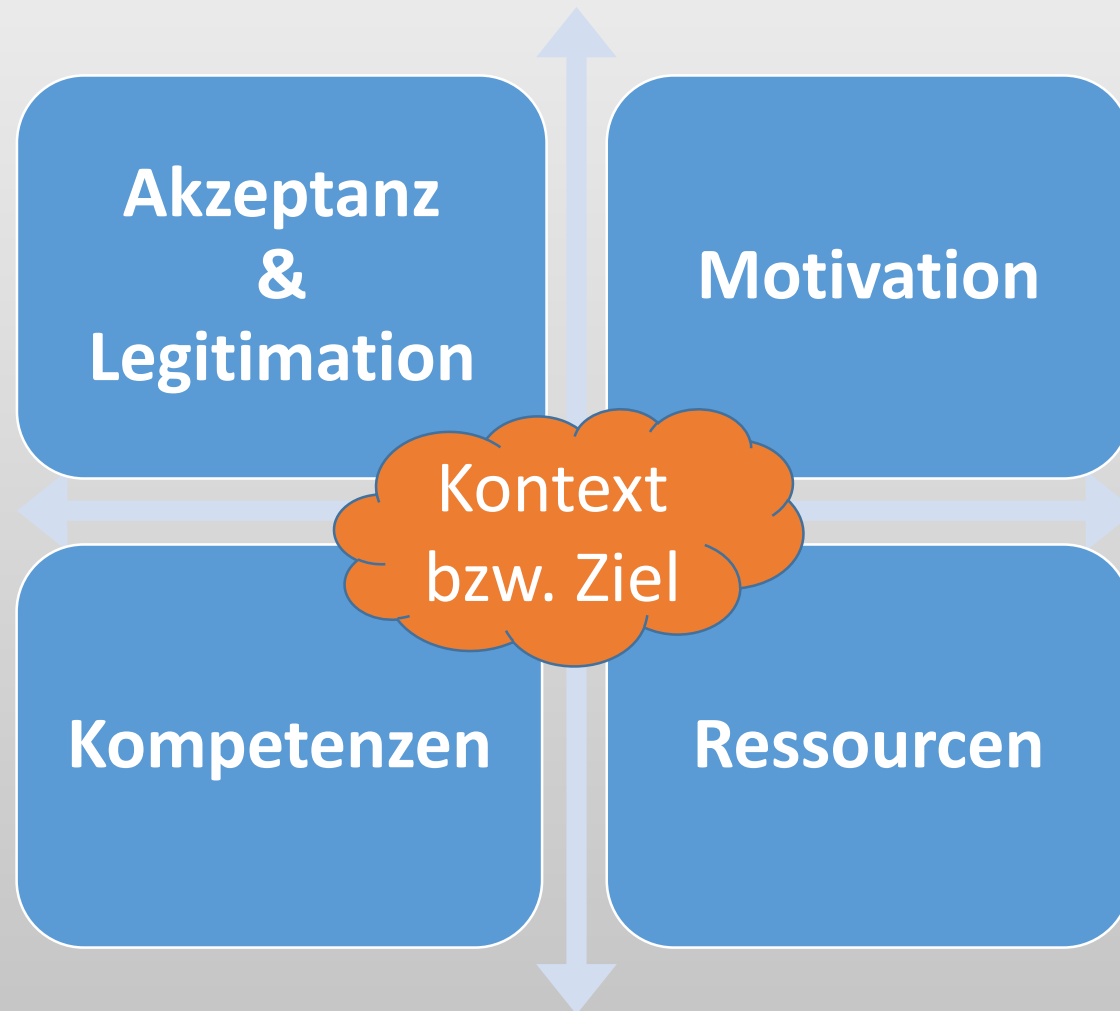 Akzeptanz
&
Legitimation
Motivation
Kontext
bzw. Ziel
Kompetenzen
Ressourcen